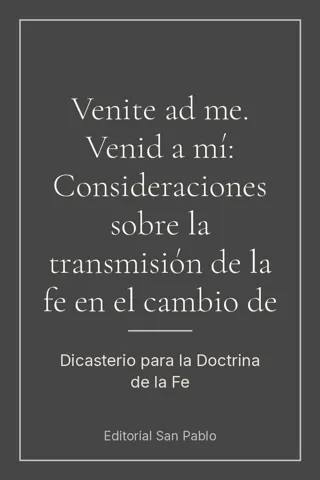 Venite ad me.
Venid a mí:
Consideraciones
sobre la
transmisión de la
fe en el cambio de
Dicasterio para la Doctrina
de la Fe
Editorial San Pablo